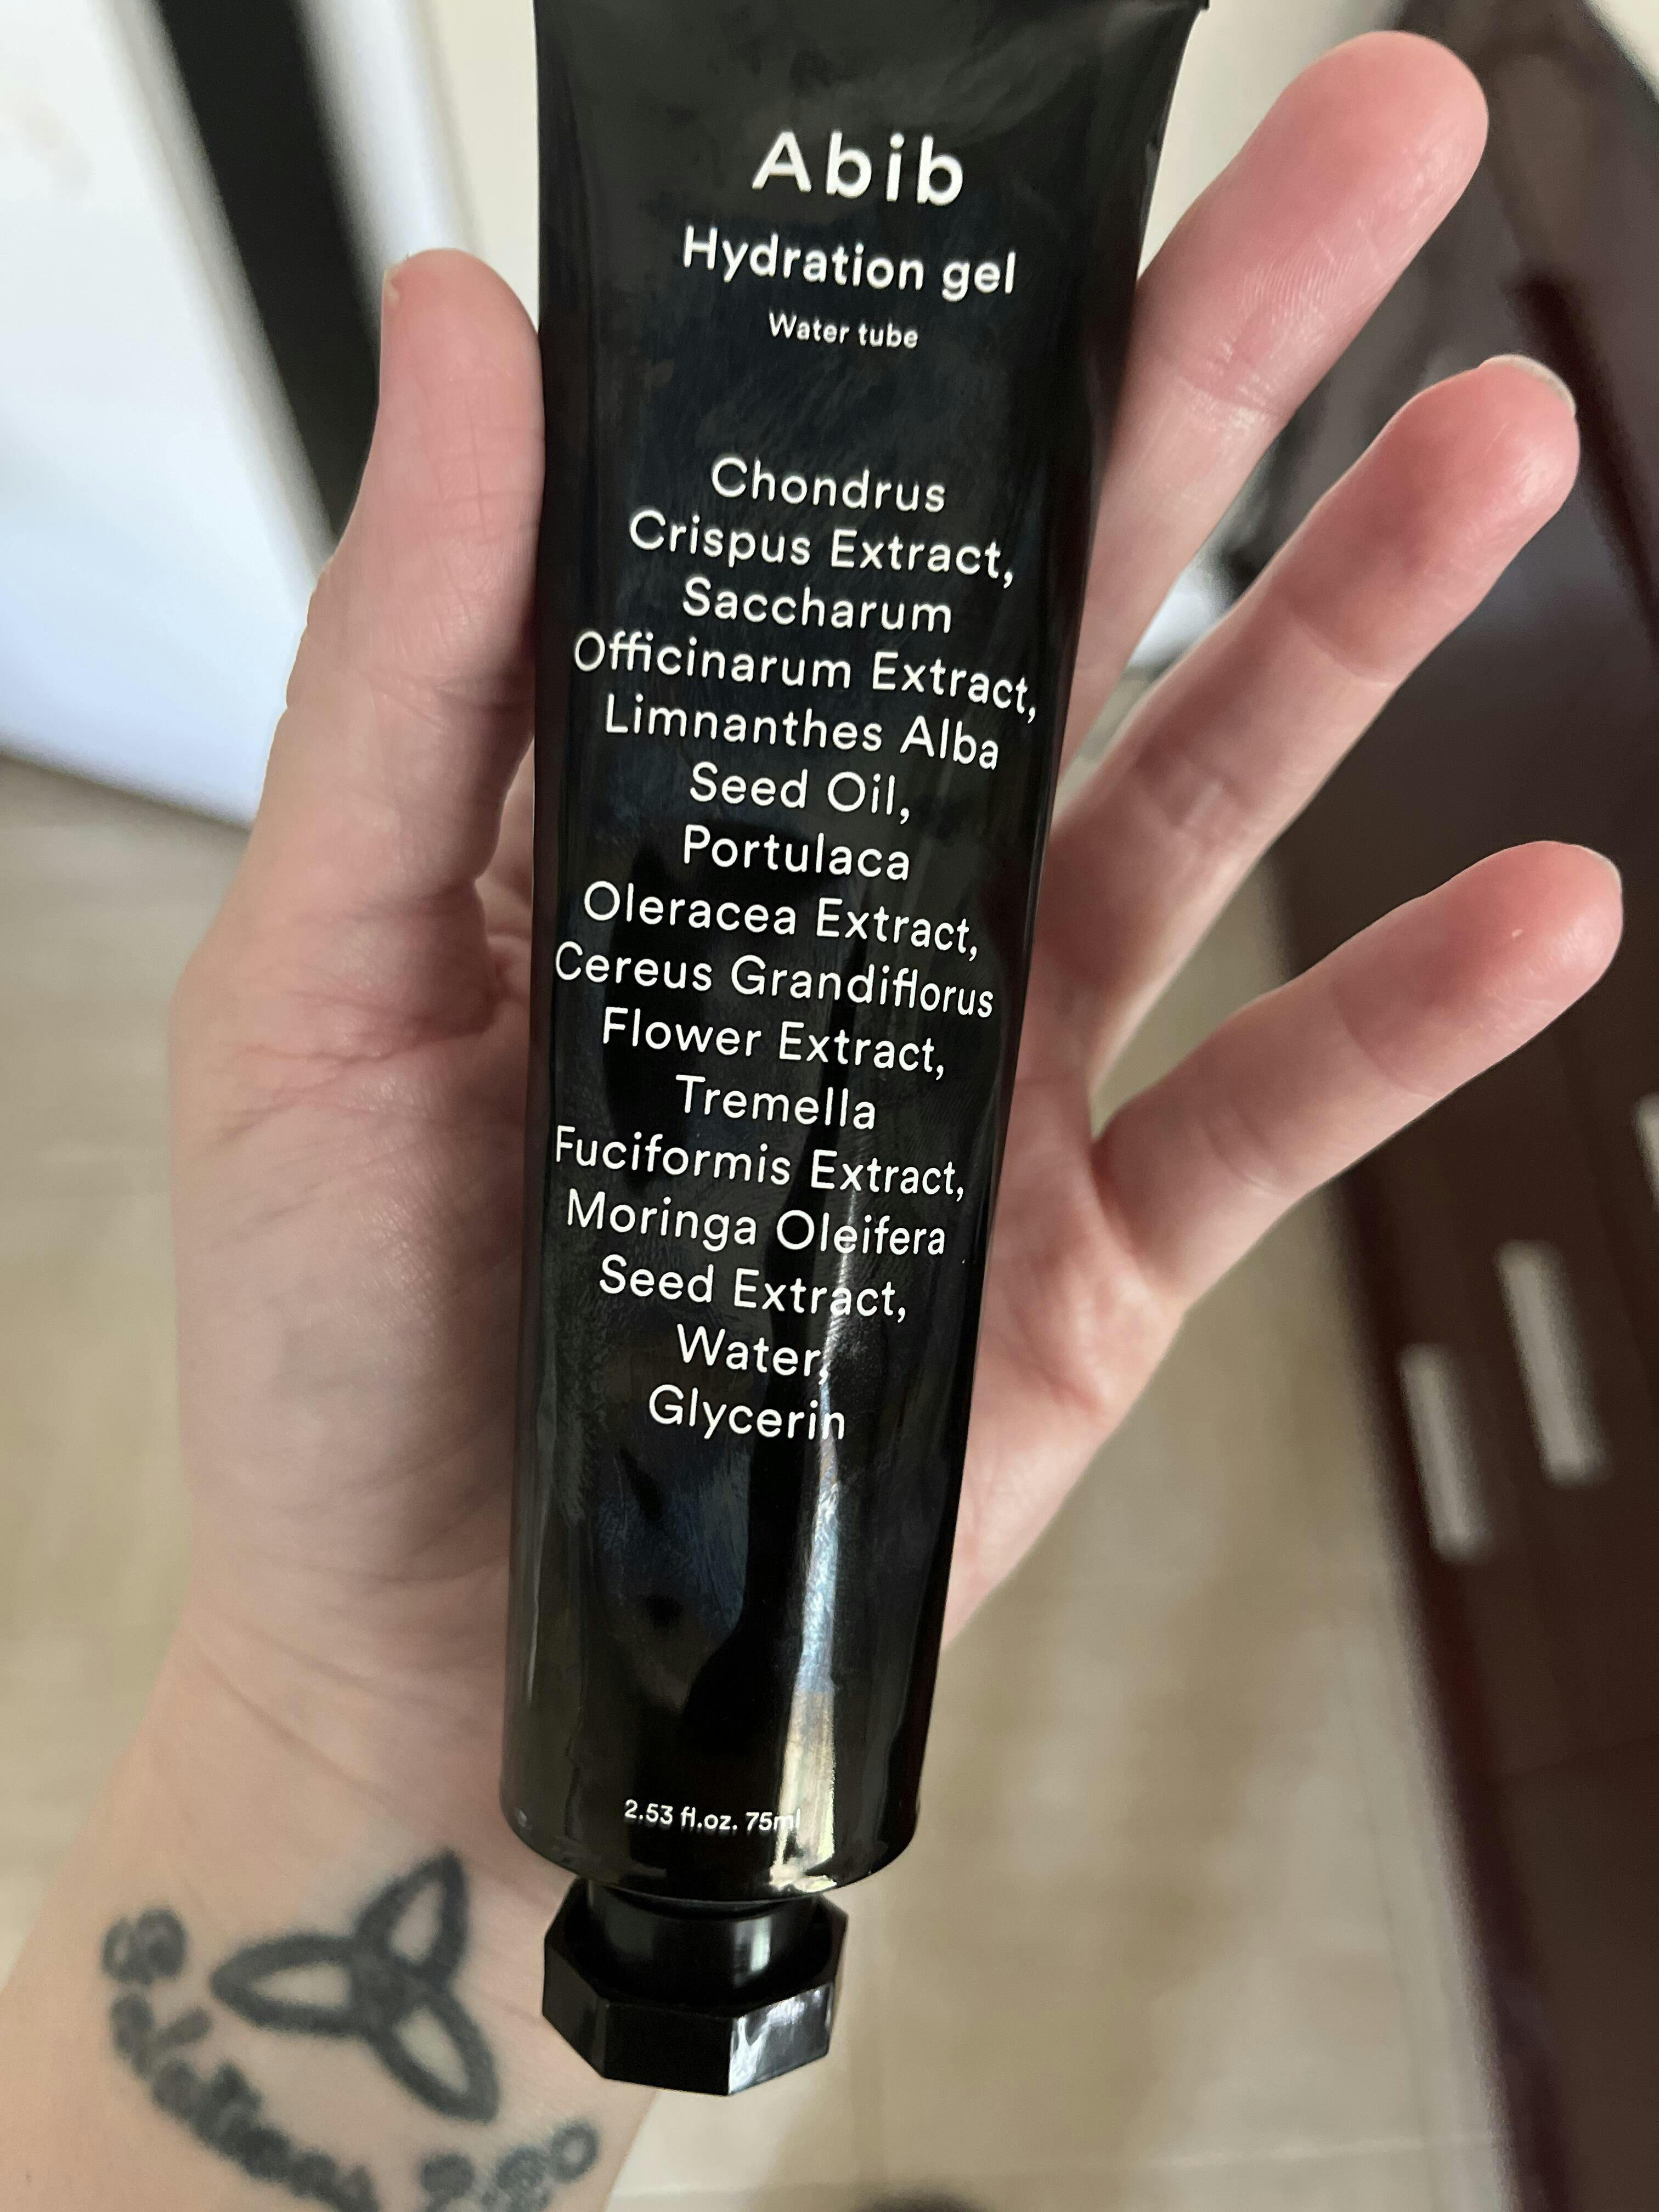 Abib
Hydration gel
Water tube
Chondrus
Crispus Extract,
Saccharum
Officinarum Extract,
Limnanthes Alba
Seed Oil,
Portulaca
Oleracea Extract,
Cereus Grandiflorus
Flower Extract,
Tremella
Fuciformis Extract,
Moringa Oleifera
Seed Extract,
Water,
Glycerin
2.53 fl.oz. 75ml